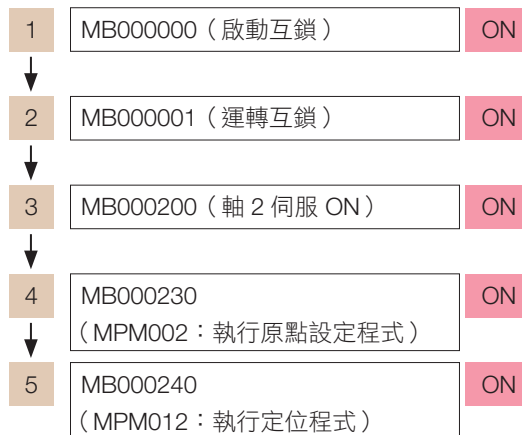 1 MB000000（啟動互鎖） ON
2 MB000001（運轉互鎖） ON
3 MB000200（軸 2 伺服 ON） ON
4 MB000230 ON
（MPM002：執行原點設定程式）
5 MB000240 ON
（MPM012：執行定位程式）